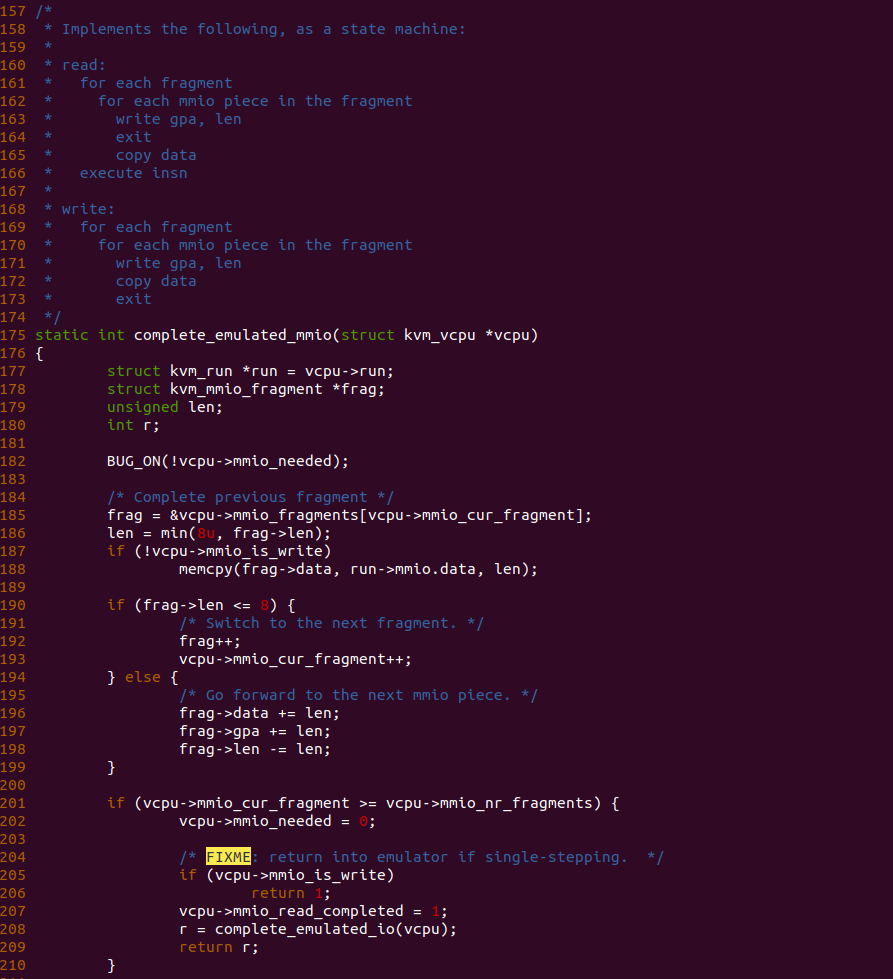 157 /*
158  * Implements the following, as a state machine:
159  *
160  * read:
161  *   for each fragment
162  *     for each mmio piece in the fragment
163  *       write gpa, len
164  *       exit
165  *       copy data
166  *   execute insn
167  *
168  * write:
169  *   for each fragment
170  *     for each mmio piece in the fragment
171  *       write gpa, len
172  *       copy data
173  *       exit
174  */
175 static int complete_emulated_mmio(struct kvm_vcpu *vcpu)
176 {
177         struct kvm_run *run = vcpu->run;
178         struct kvm_mmio_fragment *frag;
179         unsigned len;
180         int r;
181
182         BUG_ON(!vcpu->mmio_needed);
183
184         /* Complete previous fragment */
185         frag = &vcpu->mmio_fragments[vcpu->mmio_cur_fragment];
186         len = min(8u, frag->len);
187         if (!vcpu->mmio_is_write)
188                 memcpy(frag->data, run->mmio.data, len);
189
190         if (frag->len <= 8) {
191                 /* Switch to the next fragment. */
192                 frag++;
193                 vcpu->mmio_cur_fragment++;
194         } else {
195                 /* Go forward to the next mmio piece. */
196                 frag->data += len;
197                 frag->gpa += len;
198                 frag->len -= len;
199         }
200
201         if (vcpu->mmio_cur_fragment >= vcpu->mmio_nr_fragments) {
202                 vcpu->mmio_needed = 0;
203
204                 /* FIXME: return into emulator if single-stepping.  */
205                 if (vcpu->mmio_is_write)
206                         return 1;
207                 vcpu->mmio_read_completed = 1;
208                 r = complete_emulated_io(vcpu);
209                 return r;
210         }